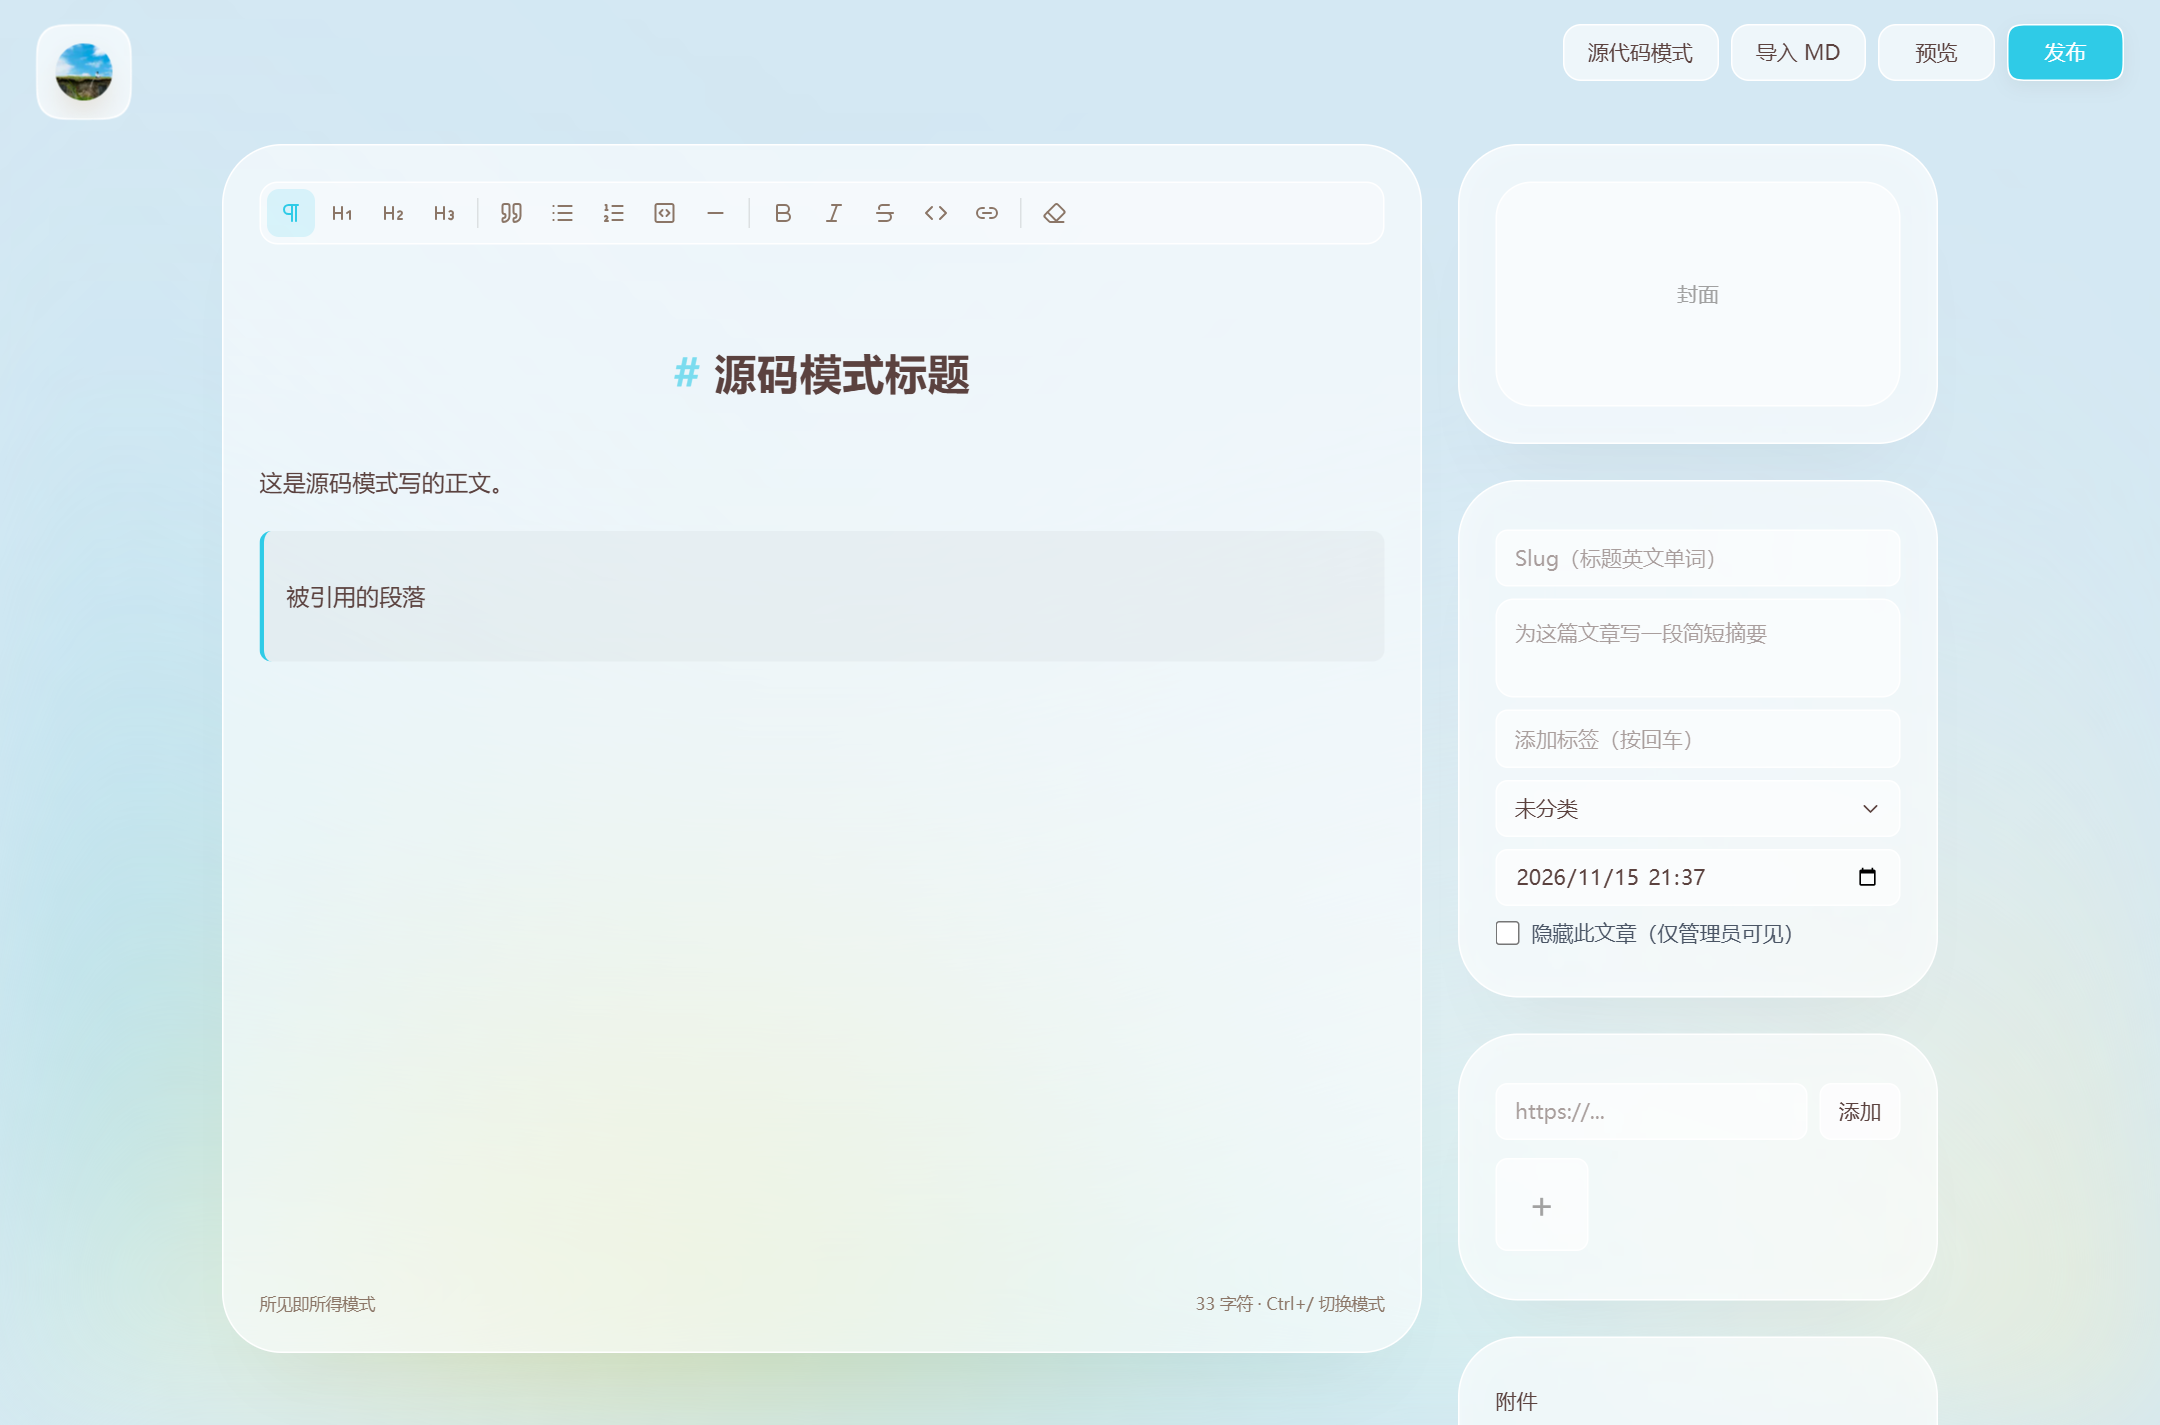 源代码模式
导入 MD
预览
发布
H1
H2
H3
# 源码模式标题
这是源码模式写的正文。
被引用的段落
所见即所得模式
33 字符 · Ctrl+/ 切换模式
封面
Slug（标题英文单词）
为这篇文章写一段简短摘要
添加标签（按回车）
未分类
2026/11/15 21:37
隐藏此文章（仅管理员可见）
https://...
添加
附件